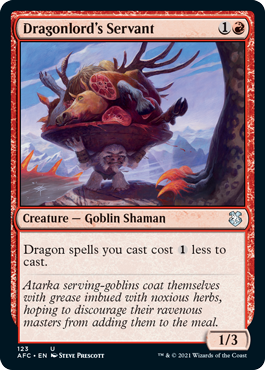 Dragonlord's Servant 1
Creature — Goblin Shaman
Dragon spells you cast cost 1 less to
cast.
Atarka serving-goblins coat themselves
with grease imbued with noxious herbs,
hoping to discourage their ravenous
masters from adding them to the meal.
1/3
123 U
AFC • EN Steve Prescott
™ & © 2021 Wizards of the Coast